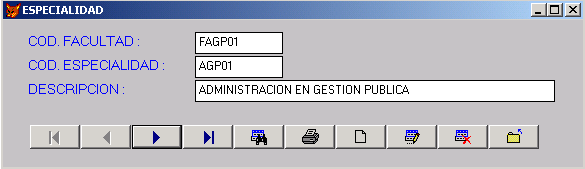 ESPECIALIDAD
COD. FACULTAD : FAGP01
COD. ESPECIALIDAD : AGP01
DESCRIPCION : ADMINISTRACION EN GESTION PUBLICA